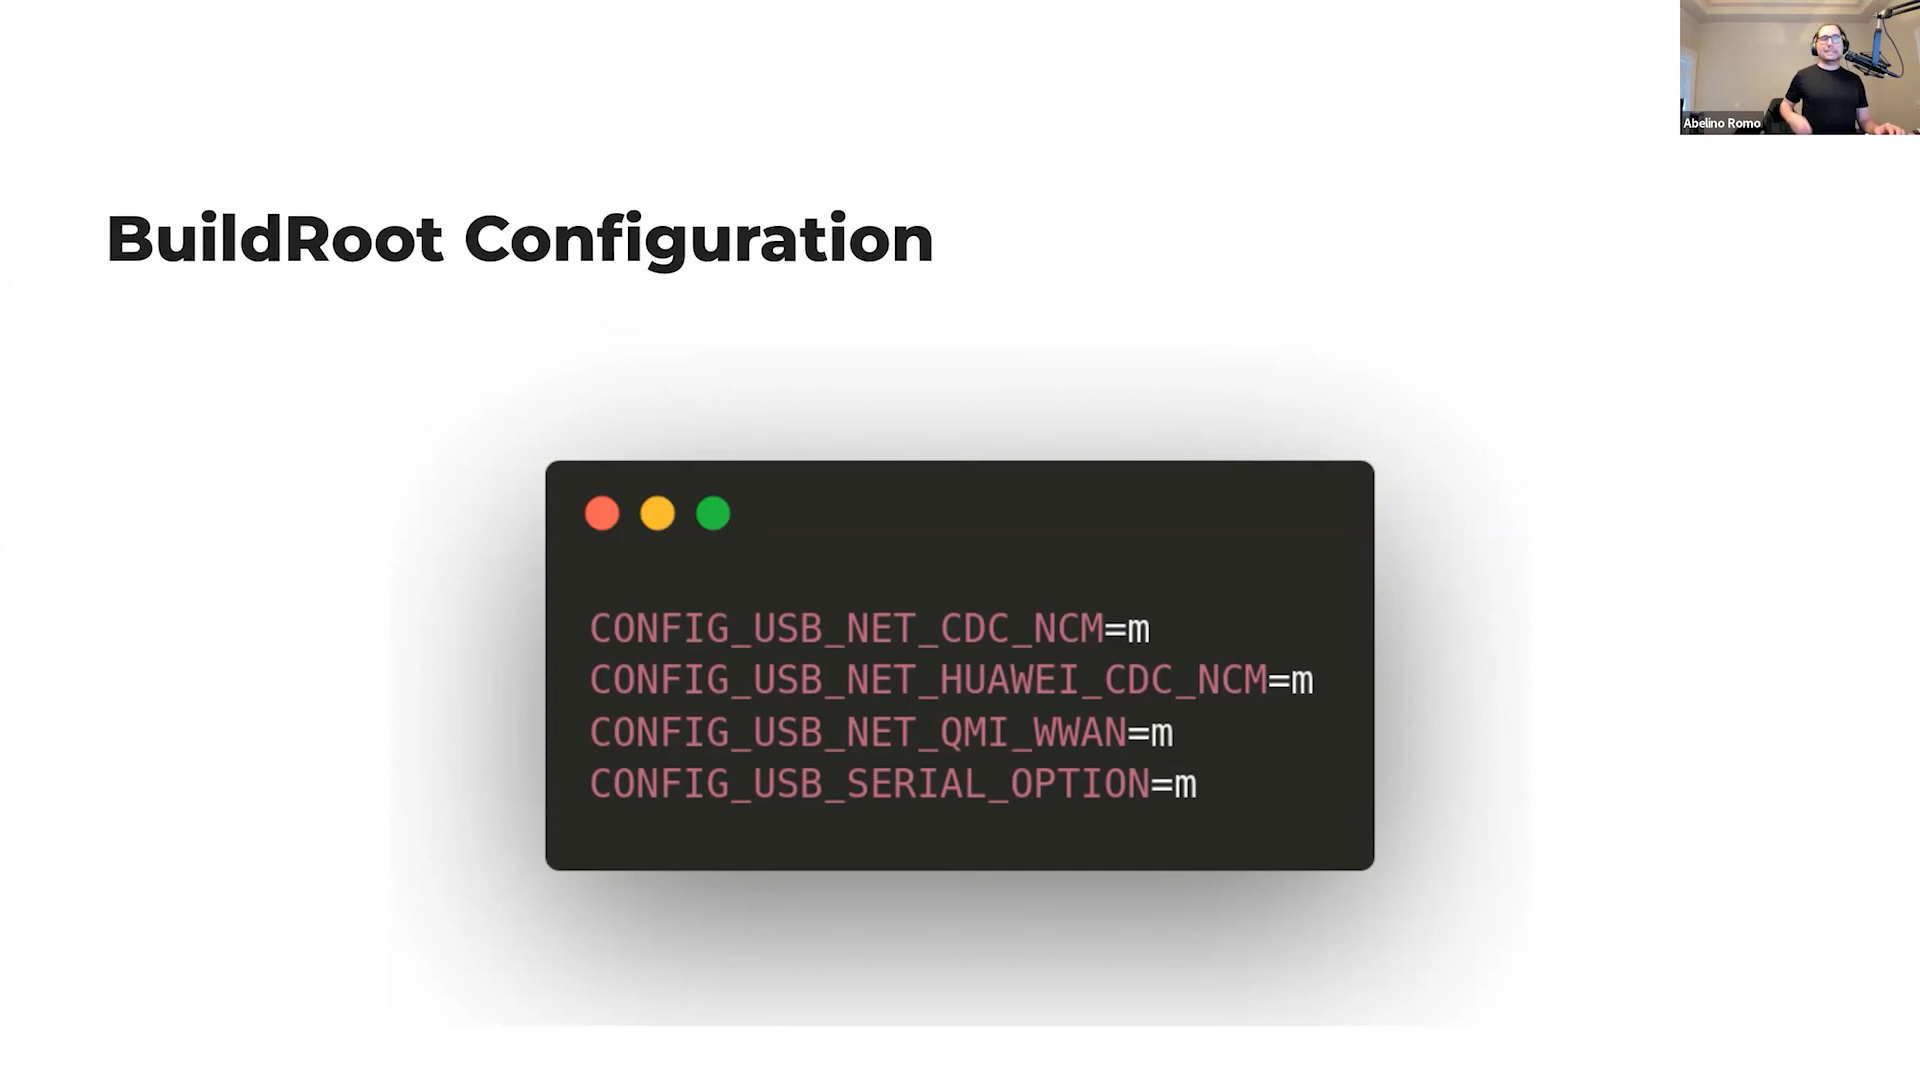 Abelino Romo
BuildRoot Configuration
CONFIG_USB_NET_CDC_NCM=m
CONFIG_USB_NET_HUAWEI_CDC_NCM=m
CONFIG_USB_NET_QMI_WWAN=m
CONFIG_USB_SERIAL_OPTION=m